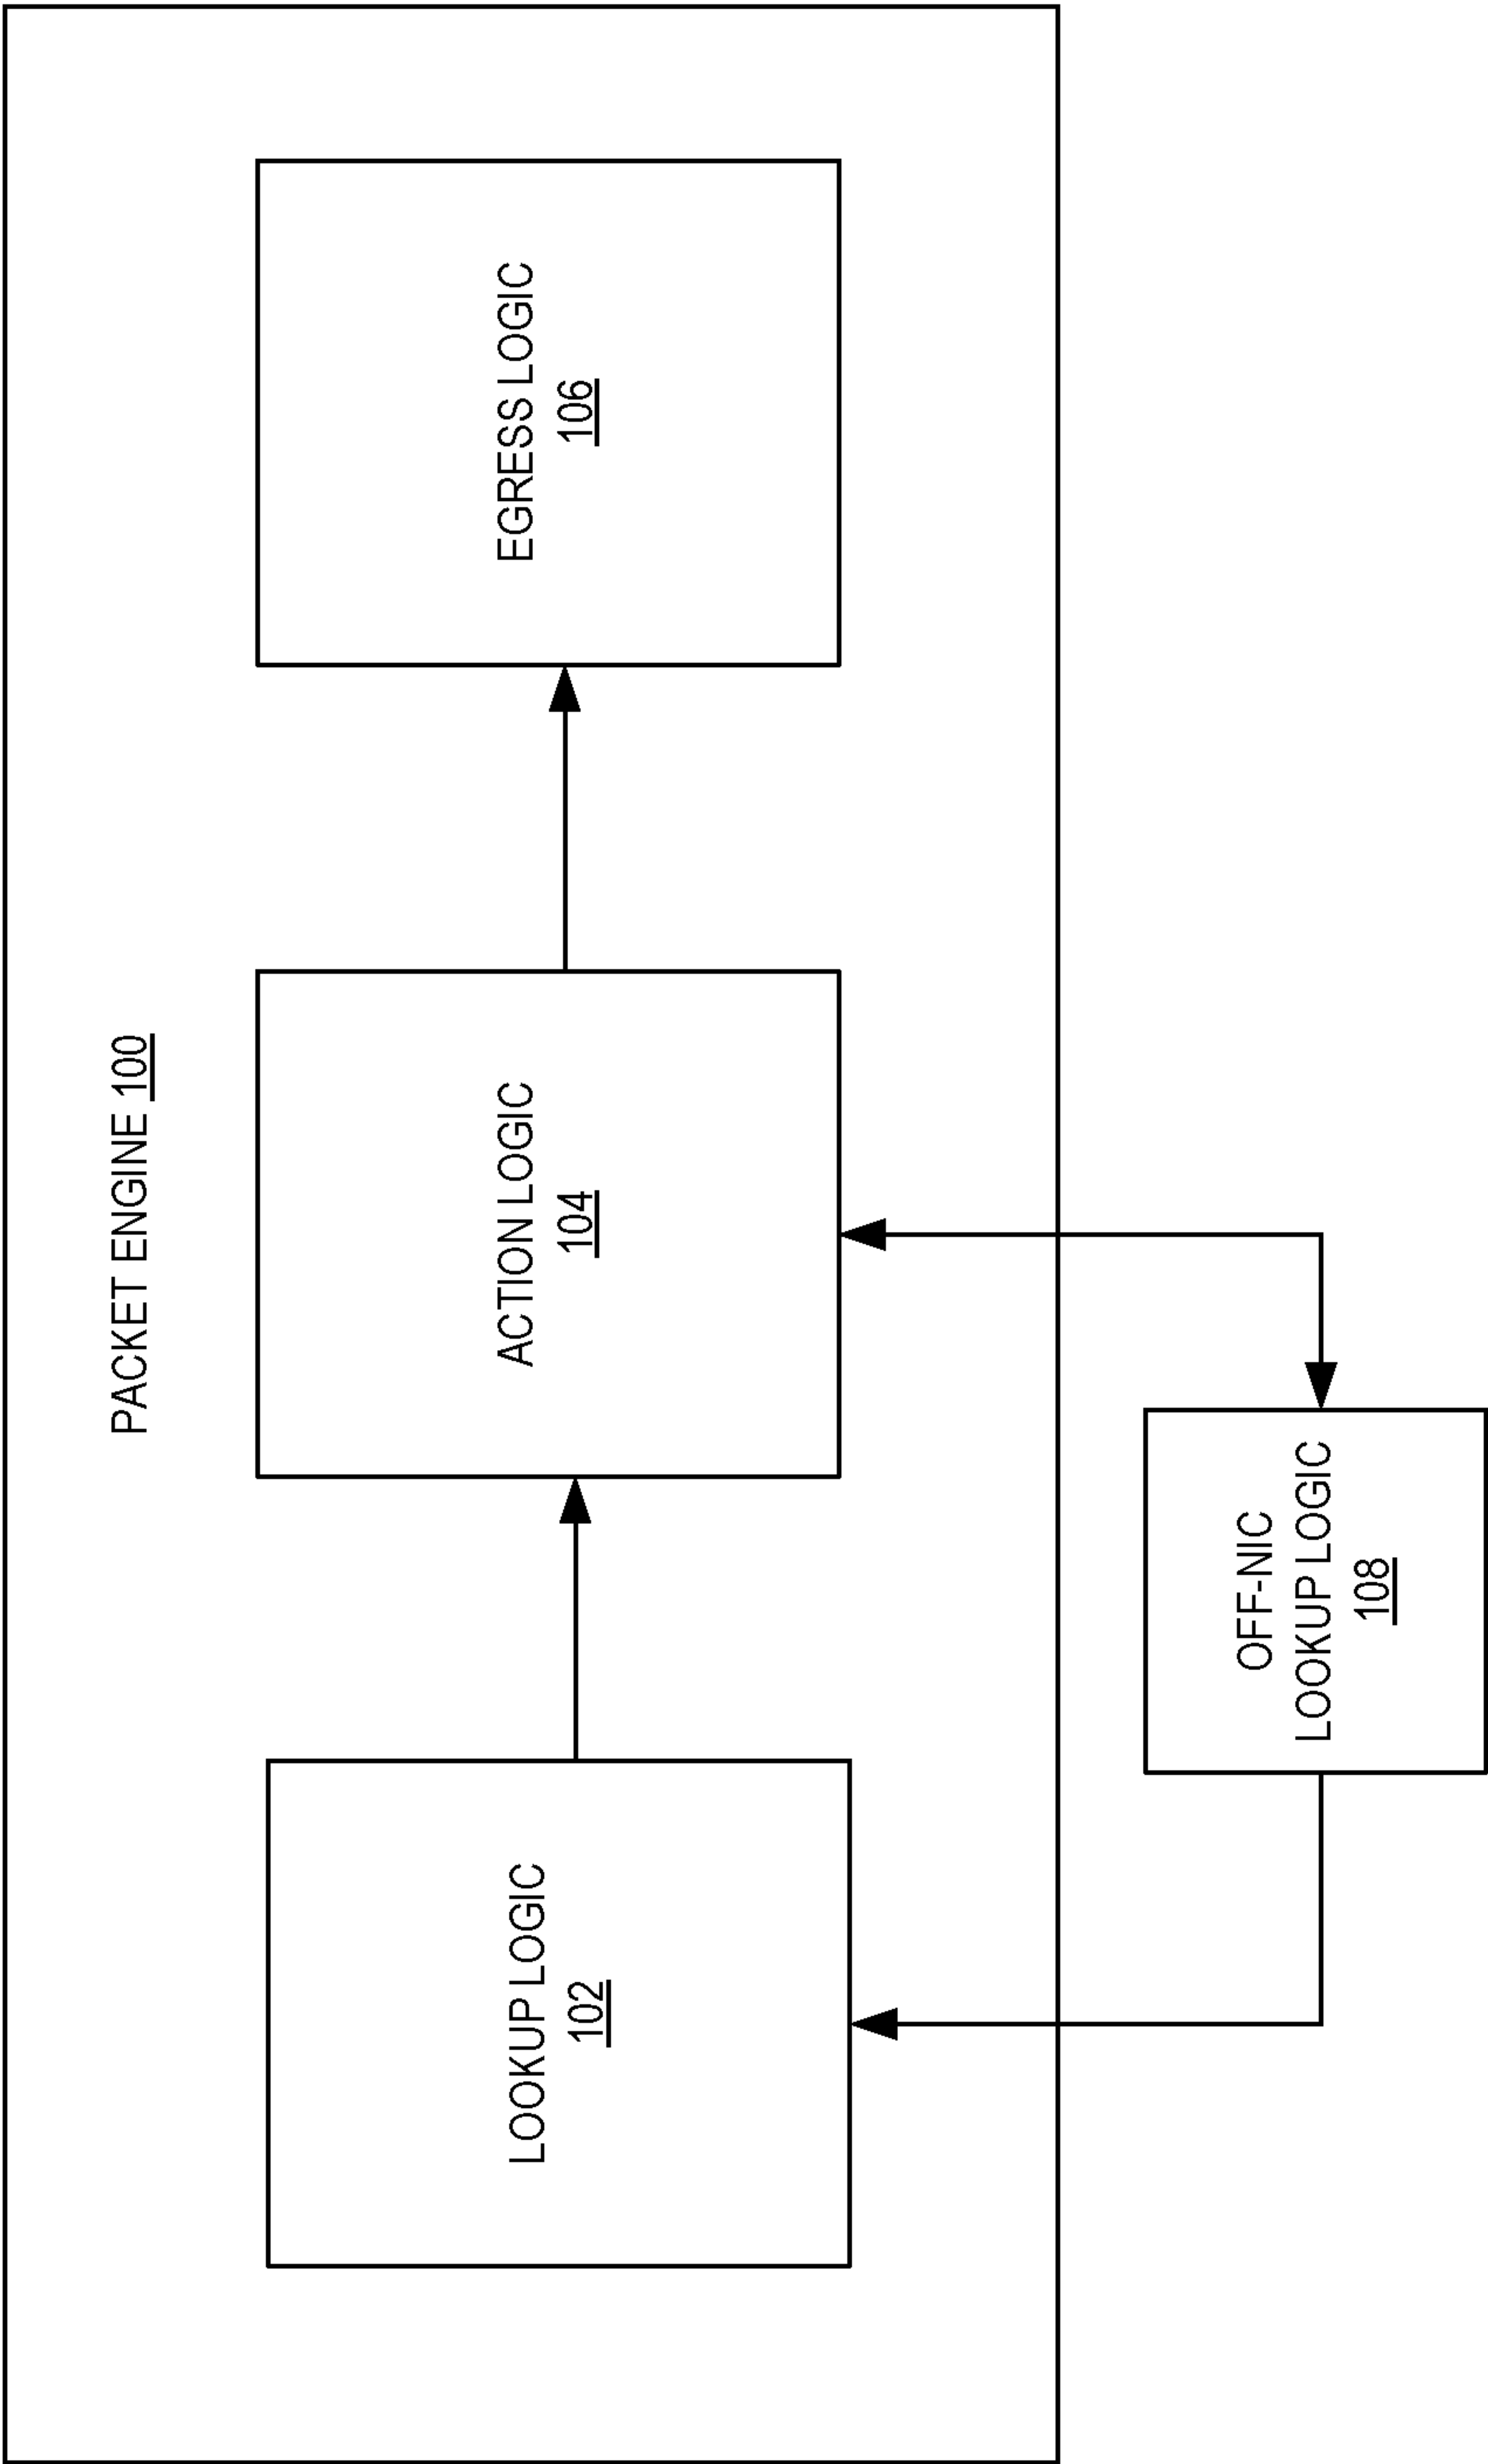 PACKET ENGINE 100
LOOKUP LOGIC
102
ACTION LOGIC
104
EGRESS LOGIC
106
OFF-NIC
LOOKUP LOGIC
108